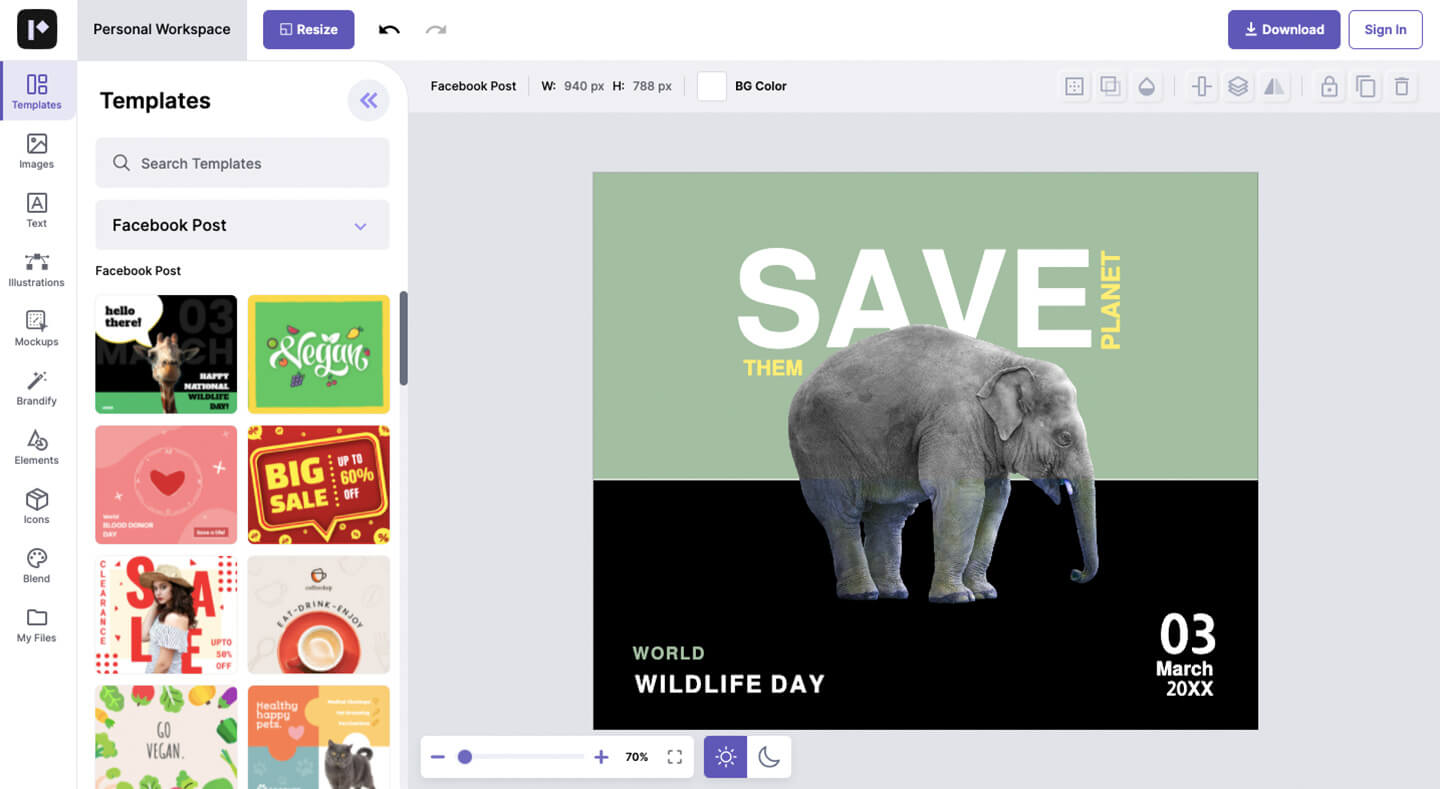 Personal Workspace
Resize
Download
Sign In
Templates
Images
Text
Illustrations
Mockups
Brandify
Elements
Icons
Blend
My Files
Templates
Search Templates
Facebook Post
Facebook Post
hello
there!
03
MARCH
HAPPY
NATIONAL
WILDLIFE
DAY!
Vegan
World
BLOOD DONOR
DAY
BIG
SALE
UP TO
60%
OFF
CLEARANCE
SALE
UPTO
50%
OFF
EAT-DRINK-ENJOY
GO
VEGAN.
Healthy
happy
pets.
Facebook Post
W: 940 px H: 788 px
BG Color
SAVE
PLANET
THEM
WORLD
WILDLIFE DAY
03
March
20XX
70%